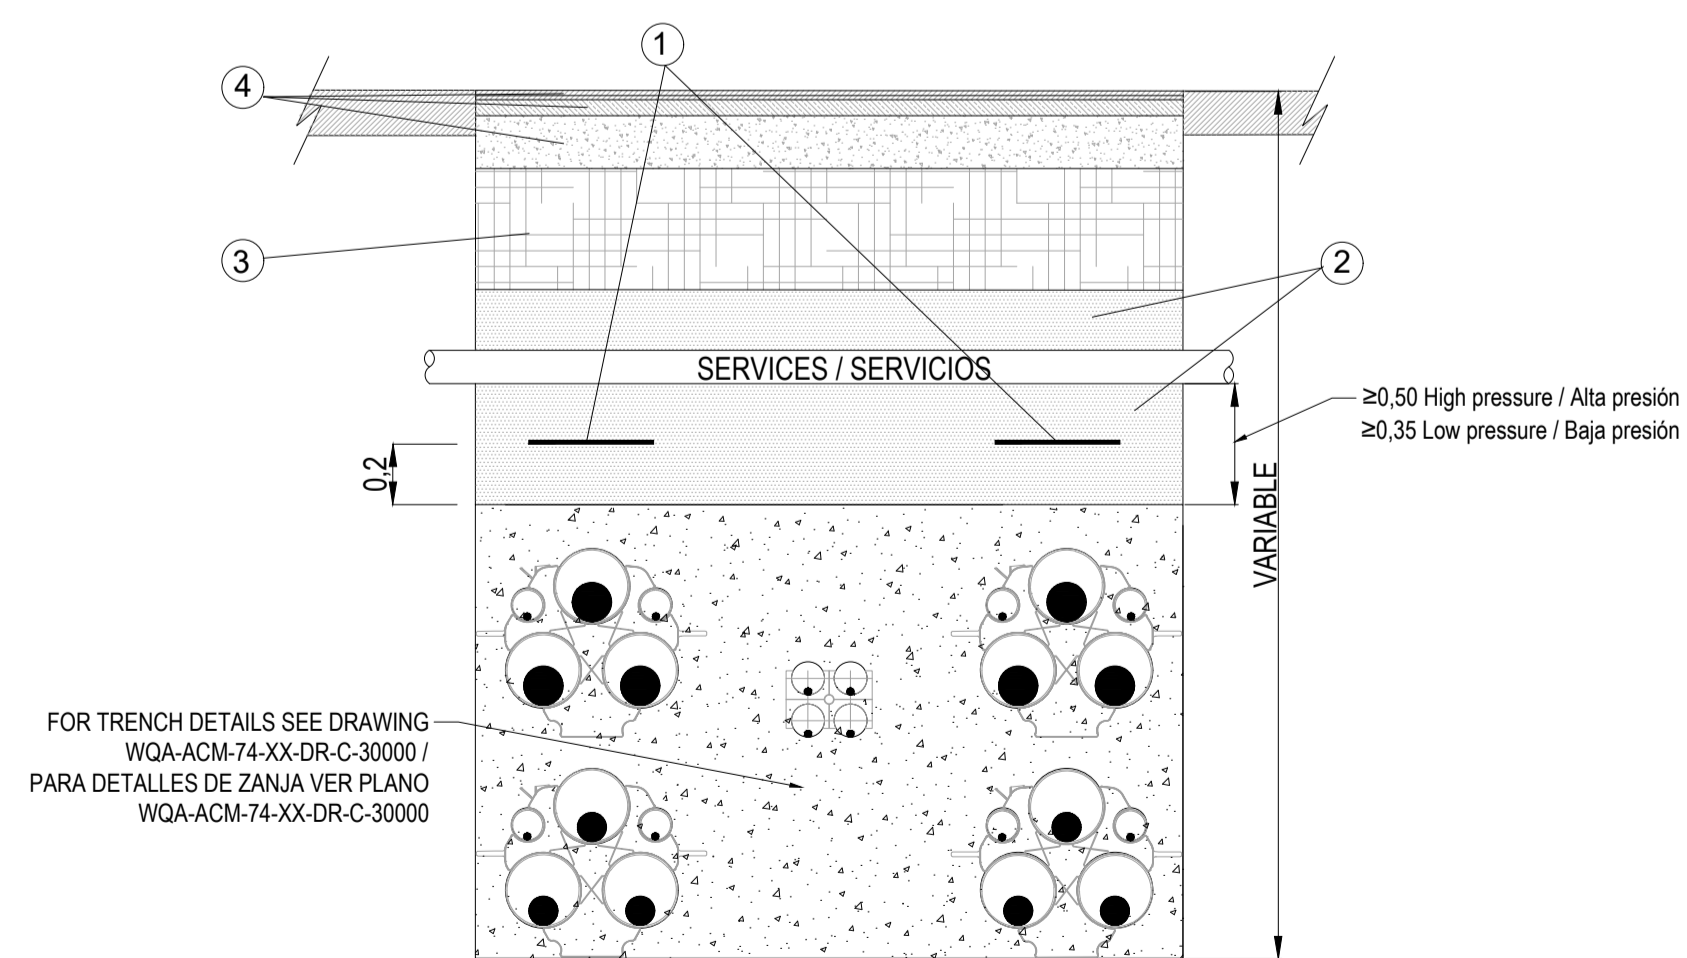 1
4
3
2
SERVICES / SERVICIOS
≥0,50 High pressure / Alta presión
≥0,35 Low pressure / Baja presión
0,2
VARIABLE
FOR TRENCH DETAILS SEE DRAWING
WQA-ACM-74-XX-DR-C-30000 /
PARA DETALLES DE ZANJA VER PLANO
WQA-ACM-74-XX-DR-C-30000